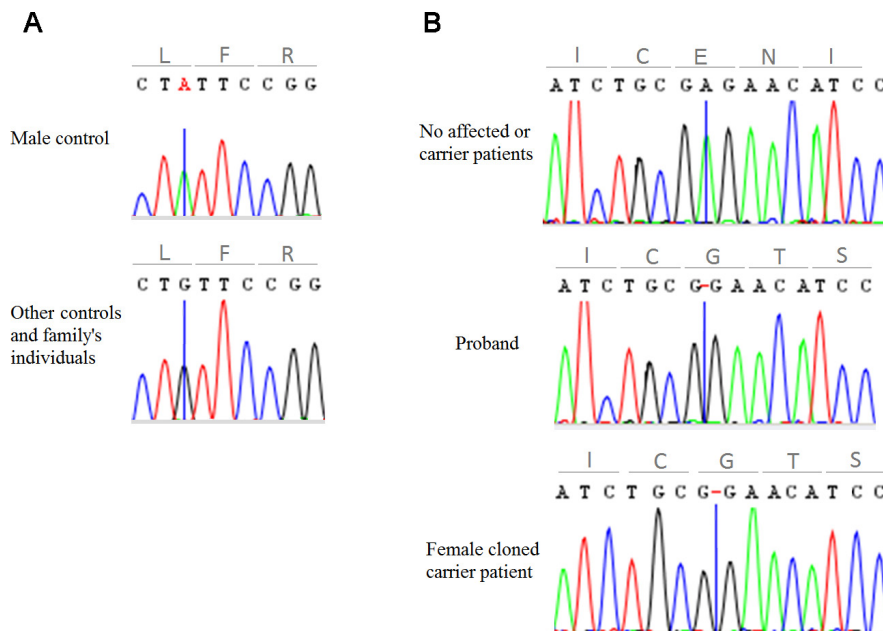 A
L F R
C T A T T C C G G
Male control
L F R
C T G T T C C G G
Other controls
and family's
individuals
B
I C E N I
A T C T G C G A G A A C A T C C
No affected or
carrier patients
I C G T S
A T C T G C G - G A A C A T C C
Proband
I C G T S
A T C T G C G - G A A C A T C C
Female cloned
carrier patient